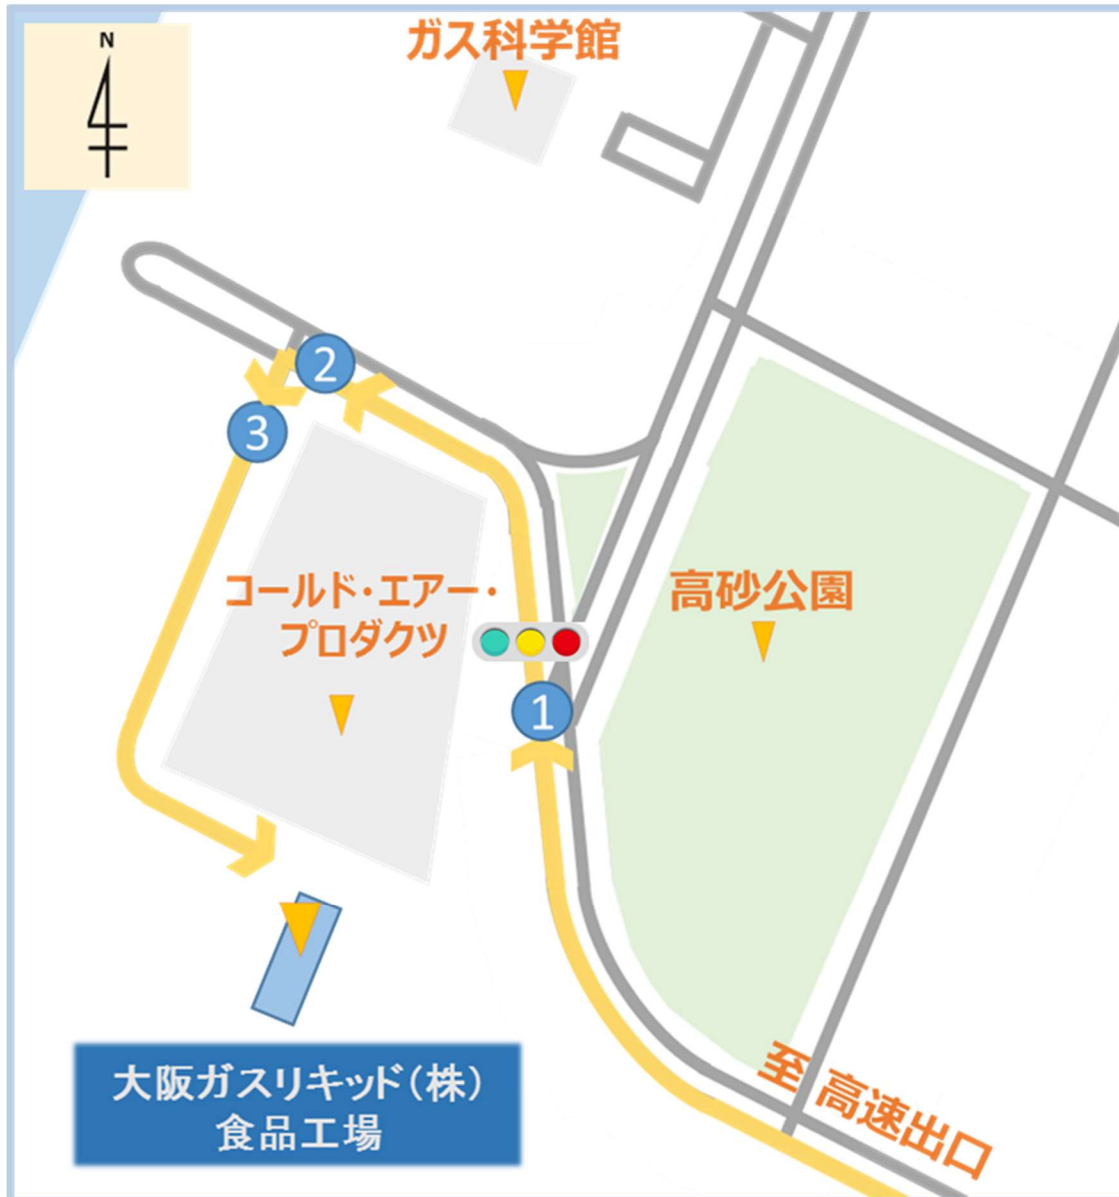 N
ガス科学館
2
3
コールド・エアー・
プロダクツ
高砂公園
1
至 高速出口
大阪ガスリキッド(株)
食品工場